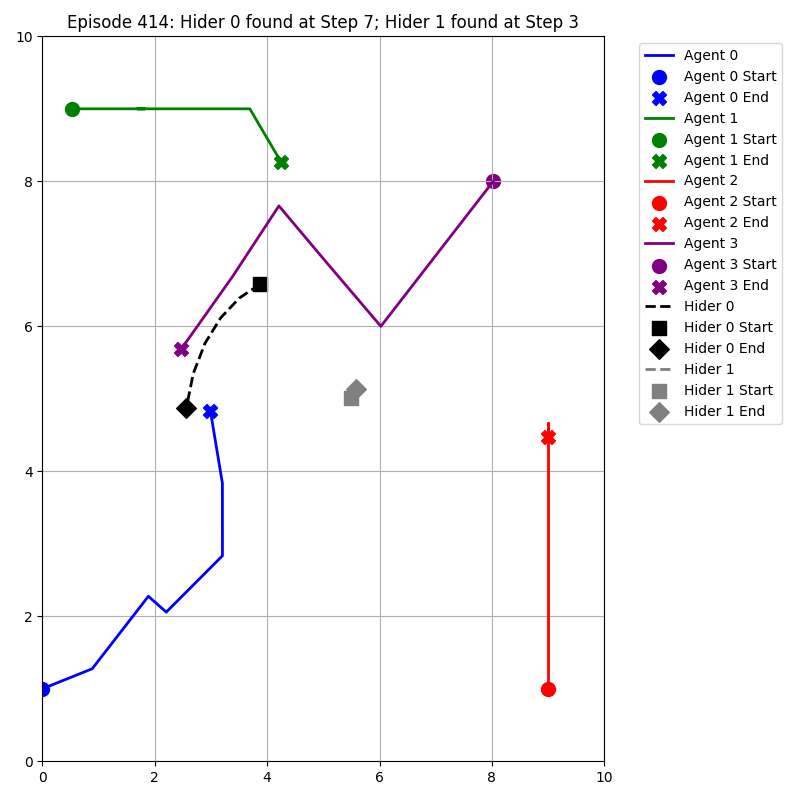 Episode 414: Hider 0 found at Step 7; Hider 1 found at Step 3
10
8
6
4
2
0
0
2
4
6
8
10
Agent 0
Agent 0 Start
Agent 0 End
Agent 1
Agent 1 Start
Agent 1 End
Agent 2
Agent 2 Start
Agent 2 End
Agent 3
Agent 3 Start
Agent 3 End
Hider 0
Hider 0 Start
Hider 0 End
Hider 1
Hider 1 Start
Hider 1 End